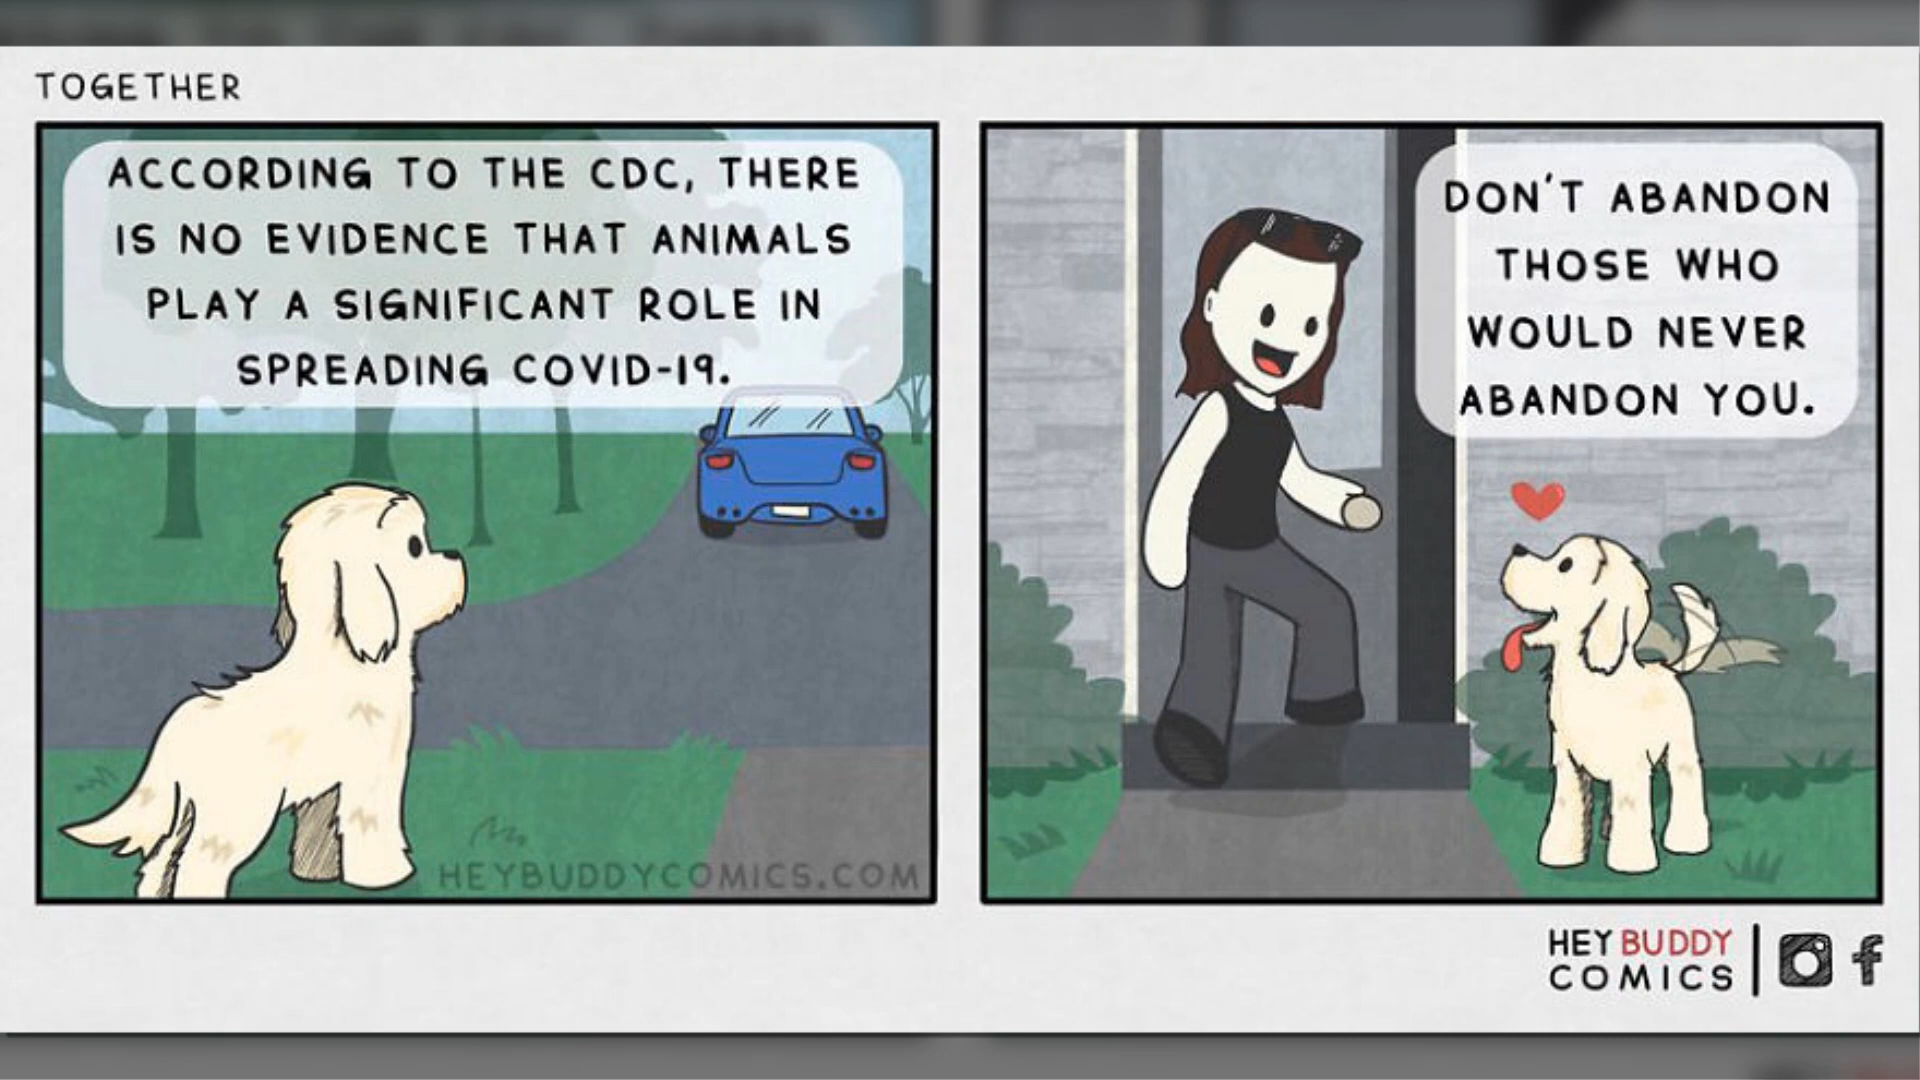 TOGETHER
ACCORDING TO THE CDC, THERE
IS NO EVIDENCE THAT ANIMALS
PLAY A SIGNIFICANT ROLE IN
SPREADING COVID-19.
HEYBUDDYCOMICS.COM
DON'T ABANDON
THOSE WHO
WOULD NEVER
ABANDON YOU.
HEY BUDDY
COMICS